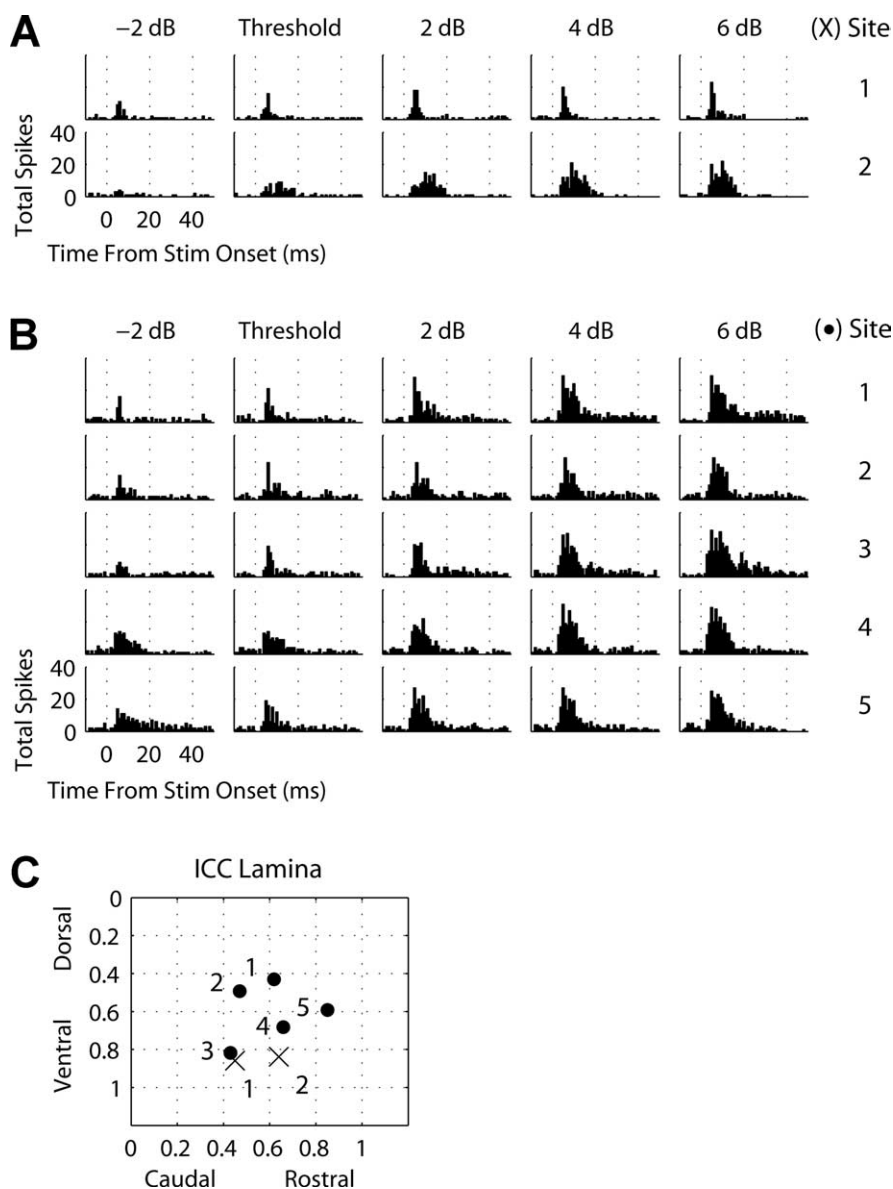 A
−2 dB Threshold 2 dB 4 dB 6 dB (X) Site
1
2
Total Spikes
40
20
0
0 20 40
Time From Stim Onset (ms)
B
−2 dB Threshold 2 dB 4 dB 6 dB (●) Site
1
2
3
4
5
Total Spikes
40
20
0
0 20 40
Time From Stim Onset (ms)
C
ICC Lamina
Dorsal
Ventral
0
0.2
0.4
0.6
0.8
1
1
2
5
4
3
1 2
0 0.2 0.4 0.6 0.8 1
Caudal Rostral